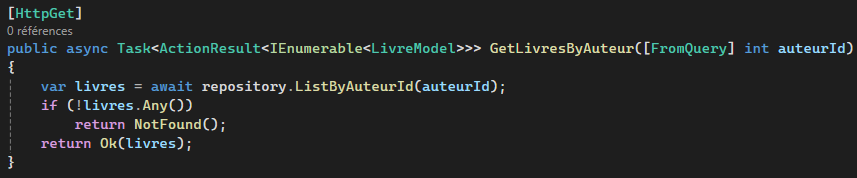 [HttpGet]
0 références
public async Task<ActionResult<IEnumerable<LivreModel>>> GetLivresByAuteur([FromQuery] int auteurId)
{
    var livres = await repository.ListByAuteurId(auteurId);
    if (!livres.Any())
        return NotFound();
    return Ok(livres);
}